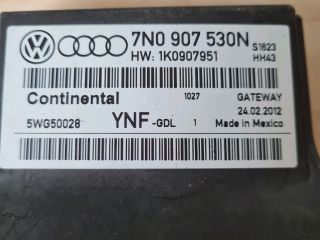 7N0 907 530N S1623
HW: 1K0907951 HH43
Continental 1027 GATEWAY
24.02.2012
5WG50028 YNF -GDL 1 Made in Mexico